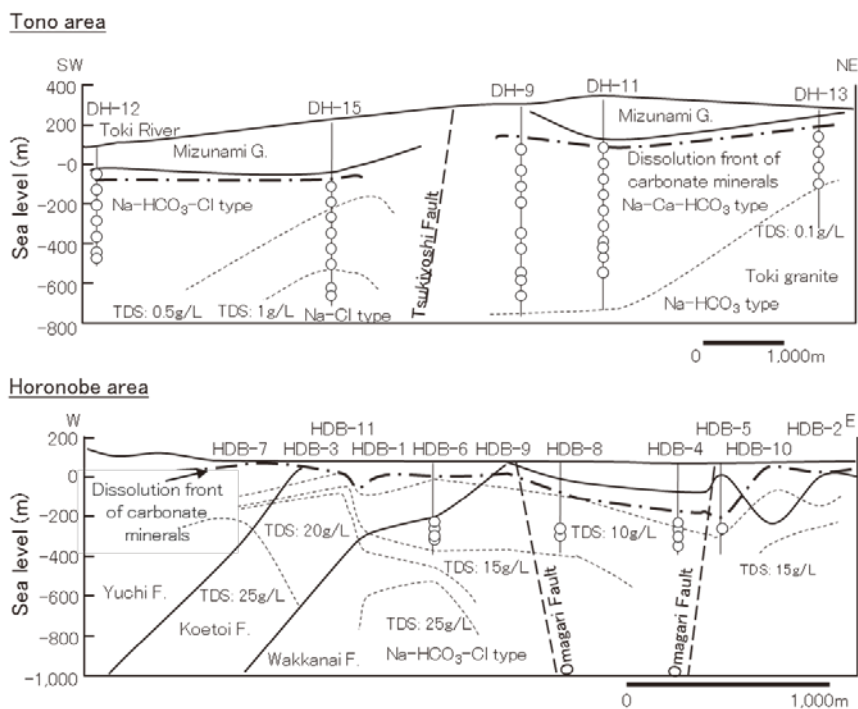 Tono area
SW
NE
400
200
-0
-200
-400
-600
-800
Sea level (m)
DH-12
DH-15
DH-9
DH-11
DH-13
Toki River
Mizunami G.
Mizunami G.
Dissolution front of
carbonate minerals
Na-HCO₃-Cl type
Na-Ca-HCO₃ type
Tsukiyoshi Fault
TDS: 0.1g/L
Toki granite
TDS: 0.5g/L
TDS: 1g/L
Na-Cl type
Na-HCO₃ type
0
1,000m
Horonobe area
W
E
HDB-11
HDB-5
HDB-2
HDB-7
HDB-3
HDB-1
HDB-6
HDB-9
HDB-8
HDB-4
HDB-10
200
0
-200
-400
-600
-800
-1,000
Sea level (m)
Dissolution front
of carbonate
minerals
TDS: 20g/L
TDS: 10g/L
TDS: 15g/L
TDS: 15g/L
Yuchi F.
TDS: 25g/L
Koetoi F.
TDS: 25g/L
Wakkanai F.
Na-HCO₃-Cl type
Omagari Fault
Omagari Fault
0
1,000m